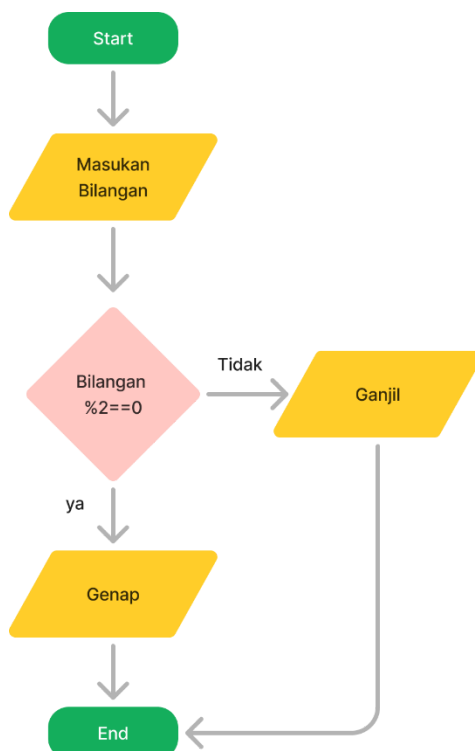 Start
Masukan
Bilangan
Bilangan
%2==0
Tidak
Ganjil
ya
Genap
End